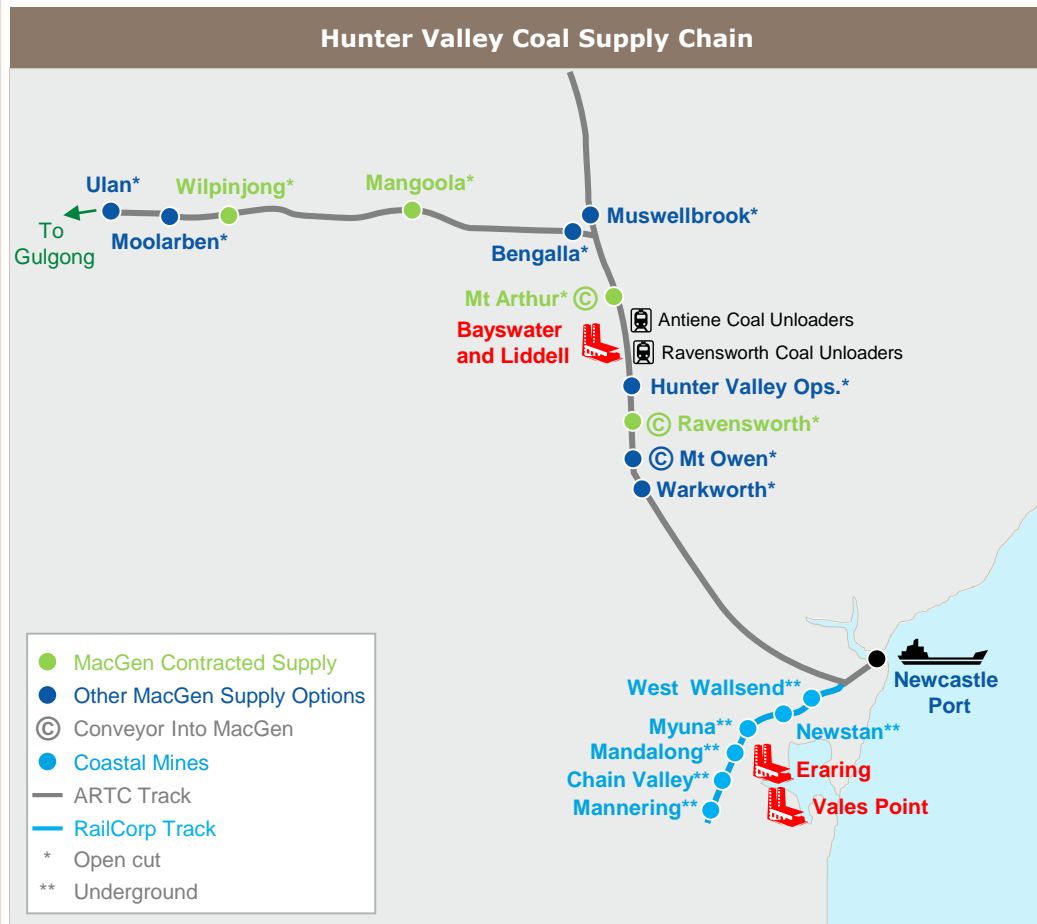 Hunter Valley Coal Supply Chain
Ulan*
Wilpinjong*
Mangoola*
To
Gulgong
Moolarben*
Muswellbrook*
Bengalla*
Mt Arthur* ©
Bayswater
and Liddell
Antiene Coal Unloaders
Ravensworth Coal Unloaders
Hunter Valley Ops.*
© Ravensworth*
© Mt Owen*
Warkworth*
Newcastle
Port
West Wallsend**
Newstan**
Myuna**
Mandalong**
Chain Valley**
Mannering**
Eraring
Vales Point
MacGen Contracted Supply
Other MacGen Supply Options
© Conveyor Into MacGen
Coastal Mines
ARTC Track
RailCorp Track
* Open cut
** Underground